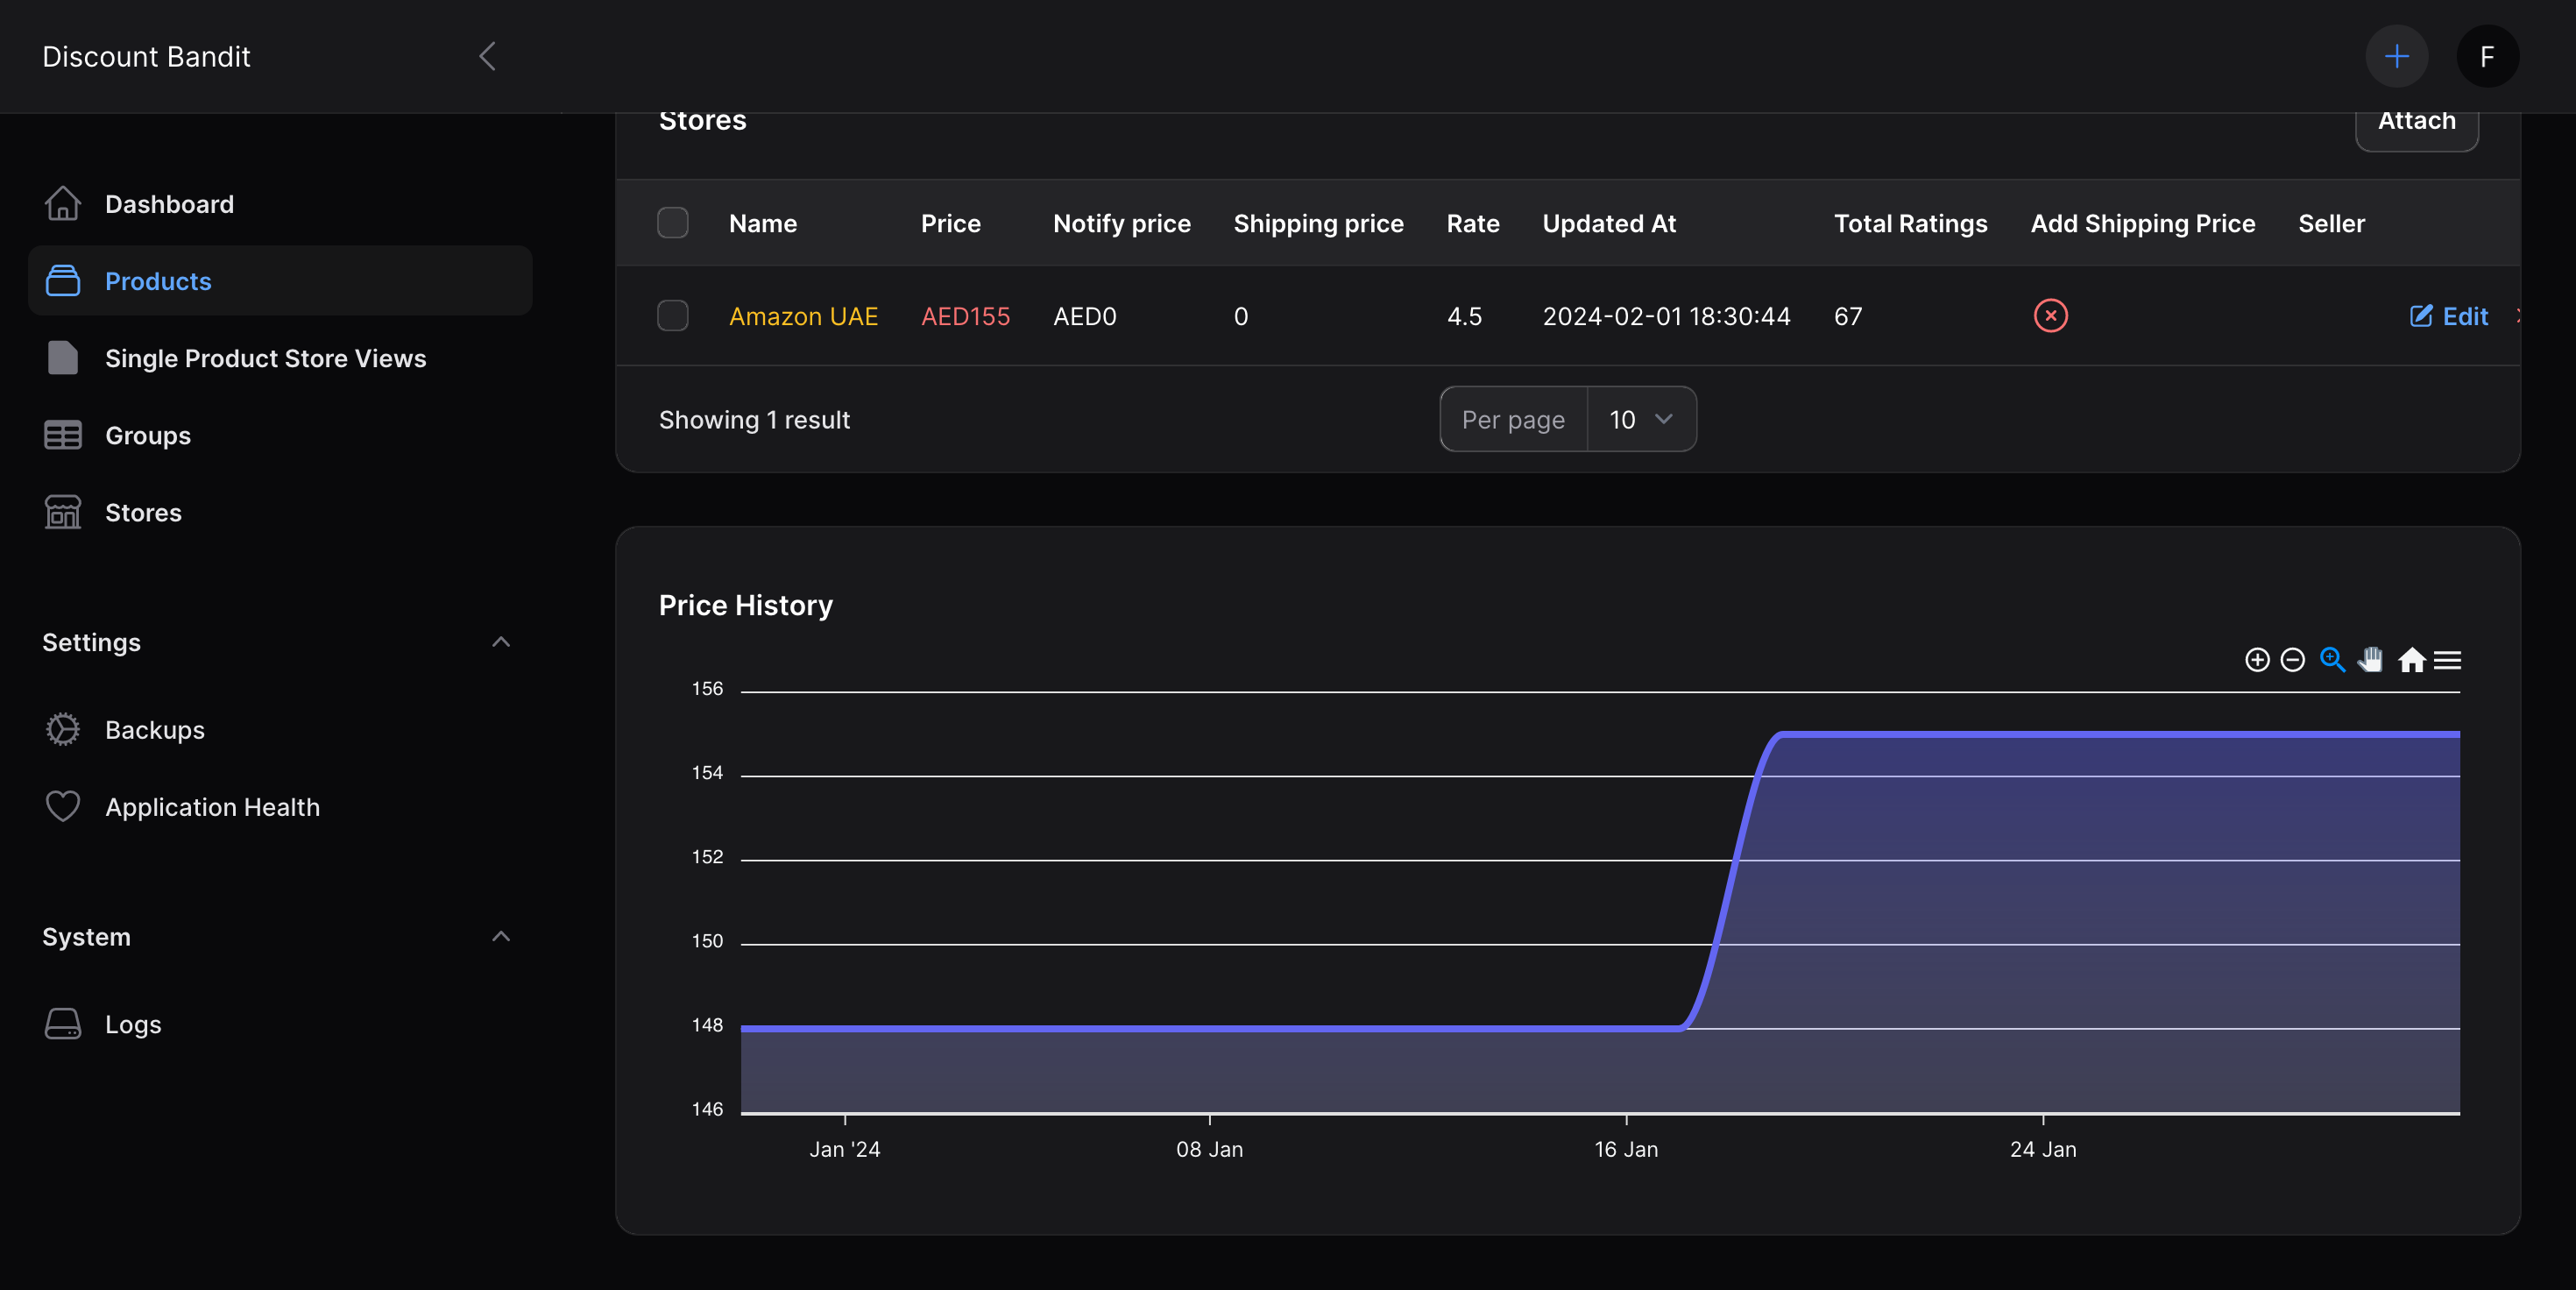 Discount Bandit
F
Dashboard
Products
Single Product Store Views
Groups
Stores
Settings
Backups
Application Health
System
Logs
Stores
Attach
Name Price Notify price Shipping price Rate Updated At Total Ratings Add Shipping Price Seller
Amazon UAE AED155 AED0 0 4.5 2024-02-01 18:30:44 67 Edit
Showing 1 result
Per page 10
Price History
156
154
152
150
148
146
Jan '24 08 Jan 16 Jan 24 Jan